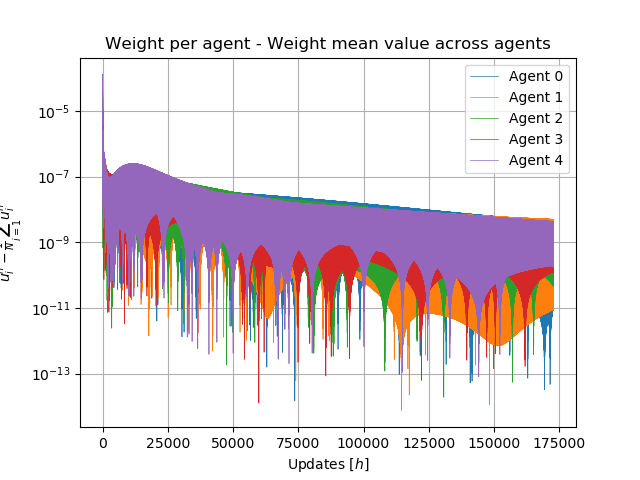 Weight per agent - Weight mean value across agents
Agent 0
Agent 1
Agent 2
Agent 3
Agent 4
10⁻⁵
10⁻⁷
10⁻⁹
10⁻¹¹
10⁻¹³
0
25000
50000
75000
100000
125000
150000
175000
Updates [h]